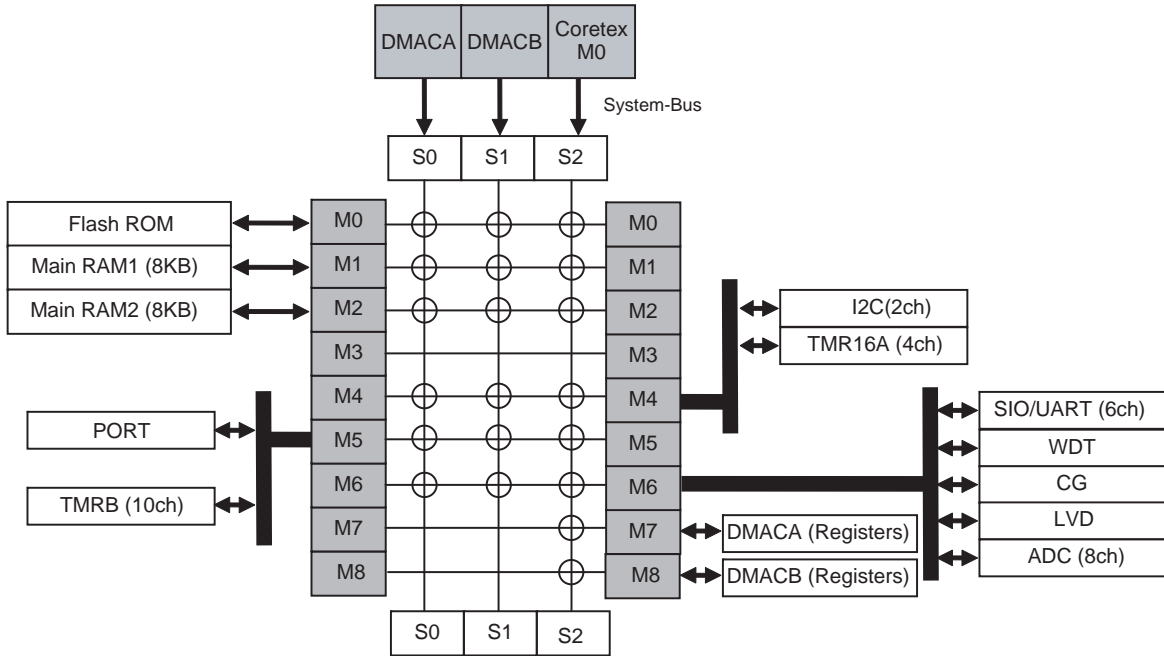 DMACA DMACB Coretex
M0
System-Bus
S0 S1 S2
Flash ROM
Main RAM1 (8KB)
Main RAM2 (8KB)
PORT
TMRB (10ch)
M0
M1
M2
M3
M4
M5
M6
M7
M8
M0
M1
M2
M3
M4
M5
M6
M7
M8
I2C(2ch)
TMR16A (4ch)
SIO/UART (6ch)
WDT
CG
LVD
ADC (8ch)
DMACA (Registers)
DMACB (Registers)
S0 S1 S2